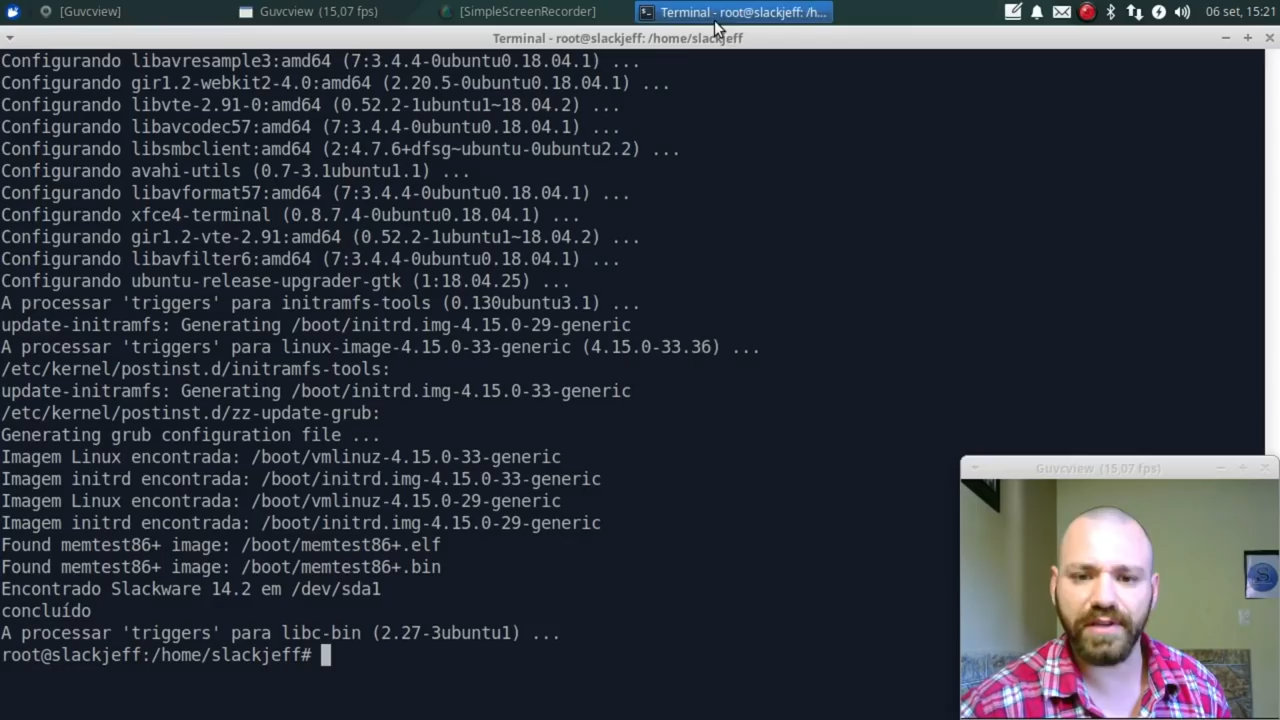 [Guvcview]
Guvcview (15,07 fps)
[SimpleScreenRecorder]
Terminal - root@slackjeff: /h...
06 set, 15:21
Terminal - root@slackjeff: /home/slackjeff
Configurando libavresample3:amd64 (7:3.4.4-0ubuntu0.18.04.1) ...
Configurando gir1.2-webkit2-4.0:amd64 (2.20.5-0ubuntu0.18.04.1) ...
Configurando libvte-2.91-0:amd64 (0.52.2-1ubuntu1~18.04.2) ...
Configurando libavcodec57:amd64 (7:3.4.4-0ubuntu0.18.04.1) ...
Configurando libsmbclient:amd64 (2:4.7.6+dfsg~ubuntu-0ubuntu2.2) ...
Configurando avahi-utils (0.7-3.1ubuntu1.1) ...
Configurando libavformat57:amd64 (7:3.4.4-0ubuntu0.18.04.1) ...
Configurando xfce4-terminal (0.8.7.4-0ubuntu0.18.04.1) ...
Configurando gir1.2-vte-2.91:amd64 (0.52.2-1ubuntu1~18.04.2) ...
Configurando libavfilter6:amd64 (7:3.4.4-0ubuntu0.18.04.1) ...
Configurando ubuntu-release-upgrader-gtk (1:18.04.25) ...
A processar 'triggers' para initramfs-tools (0.130ubuntu3.1) ...
update-initramfs: Generating /boot/initrd.img-4.15.0-29-generic
A processar 'triggers' para linux-image-4.15.0-33-generic (4.15.0-33.36) ...
/etc/kernel/postinst.d/initramfs-tools:
update-initramfs: Generating /boot/initrd.img-4.15.0-33-generic
/etc/kernel/postinst.d/zz-update-grub:
Generating grub configuration file ...
Imagem Linux encontrada: /boot/vmlinuz-4.15.0-33-generic
Imagem initrd encontrada: /boot/initrd.img-4.15.0-33-generic
Imagem Linux encontrada: /boot/vmlinuz-4.15.0-29-generic
Imagem initrd encontrada: /boot/initrd.img-4.15.0-29-generic
Found memtest86+ image: /boot/memtest86+.elf
Found memtest86+ image: /boot/memtest86+.bin
Encontrado Slackware 14.2 em /dev/sda1
concluído
A processar 'triggers' para libc-bin (2.27-3ubuntu1) ...
root@slackjeff:/home/slackjeff#
Guvcview (15,07 fps)